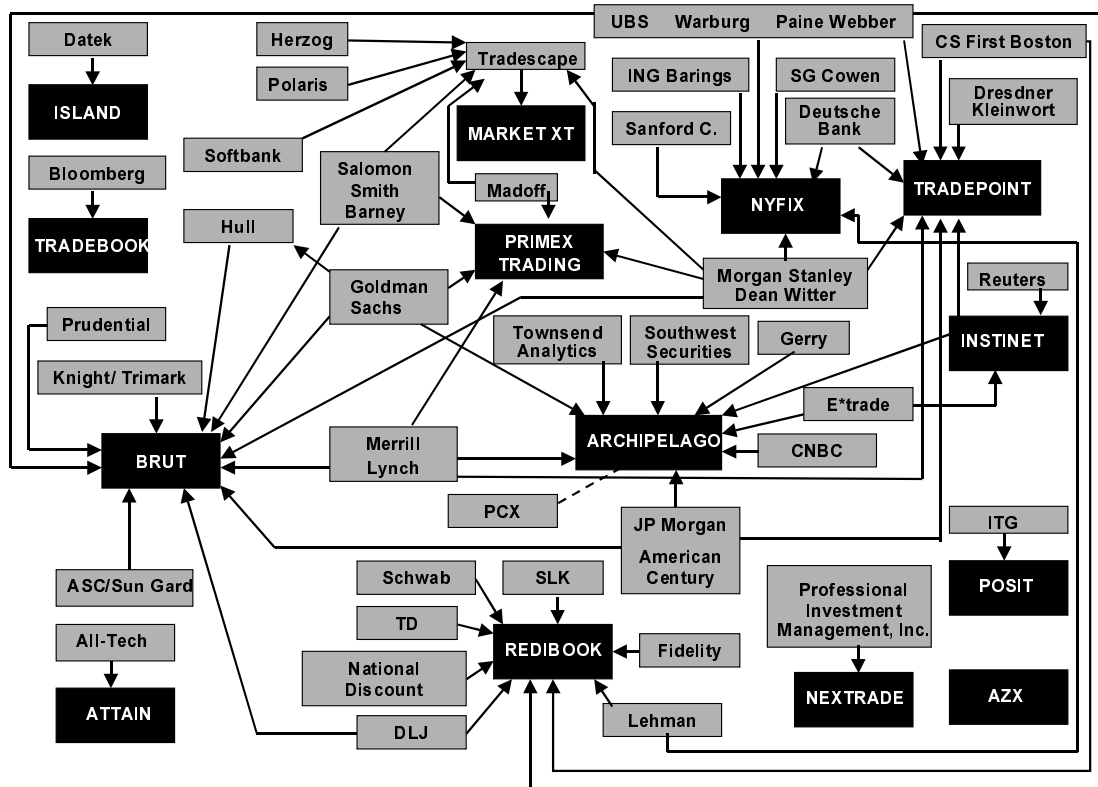 UBS Warburg Paine Webber
Datek
Herzog
Tradescape
CS First Boston
Polaris
ING Barings
SG Cowen
Dresdner
Kleinwort
ISLAND
MARKET XT
Sanford C.
Deutsche
Bank
Softbank
Salomon
Smith
Barney
Bloomberg
Madoff
TRADEPOINT
NYFIX
Hull
TRADEBOOK
PRIMEX
TRADING
Goldman
Sachs
Morgan Stanley
Dean Witter
Reuters
Prudential
Townsend
Analytics
Southwest
Securities
Gerry
INSTINET
Knight/ Trimark
E*trade
BRUT
Merrill
Lynch
ARCHIPELAGO
CNBC
PCX
JP Morgan
American
Century
ITG
ASC/Sun Gard
Schwab
SLK
Professional
Investment
Management, Inc.
POSIT
All-Tech
TD
REDIBOOK
Fidelity
National
Discount
ATTAIN
DLJ
Lehman
NEXTRADE
AZX